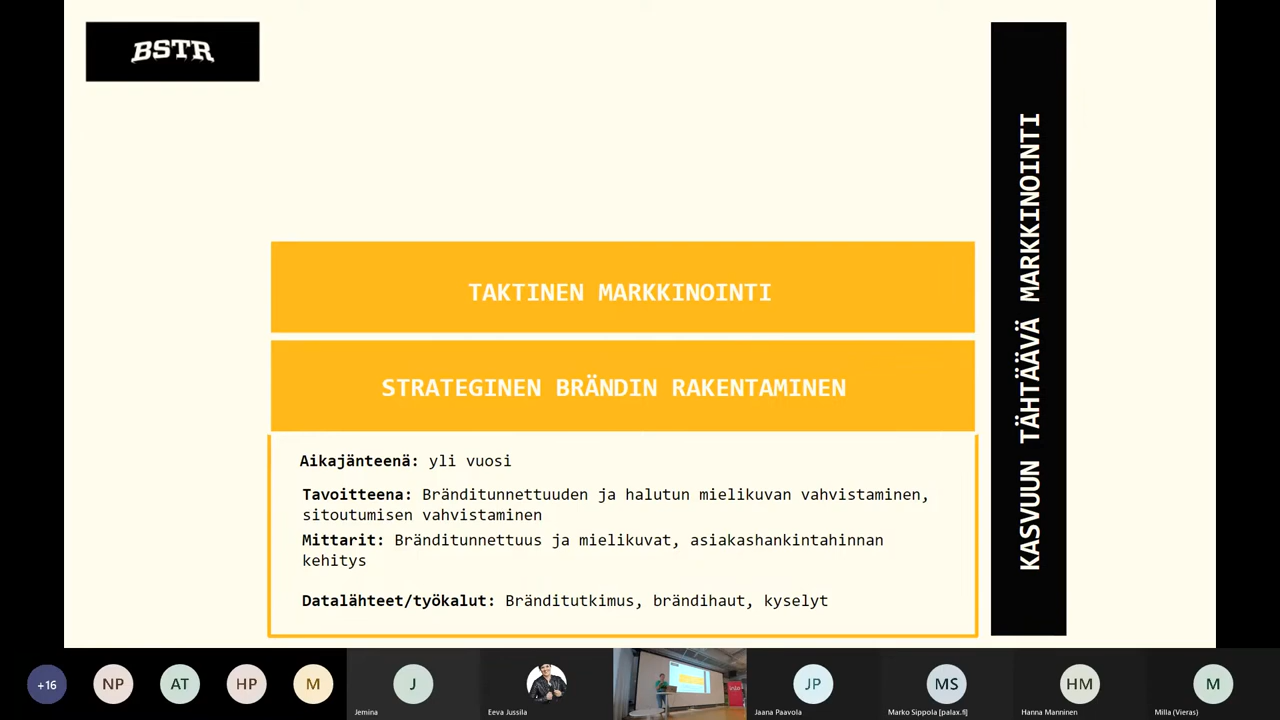 BSTR
TAKTINEN MARKKINOINTI
STRATEGINEN BRÄNDIN RAKENTAMINEN
Aikajänteenä: yli vuosi
Tavoitteena: Bränditunnettuuden ja halutun mielikuvan vahvistaminen,
sitoutumisen vahvistaminen
Mittarit: Bränditunnettuus ja mielikuvat, asiakashankintahinnan
kehitys
Datalähteet/työkalut: Bränditutkimus, brändihaut, kyselyt
KASVUUN TÄHTÄÄVÄ MARKKINOINTI
+16
NP
AT
HP
M
J
Jemina
Eeva Jussila
JP
Jaana Paavola
MS
Marko Sippola [palax.fi]
HM
Hanna Manninen
M
Milla (Vieras)